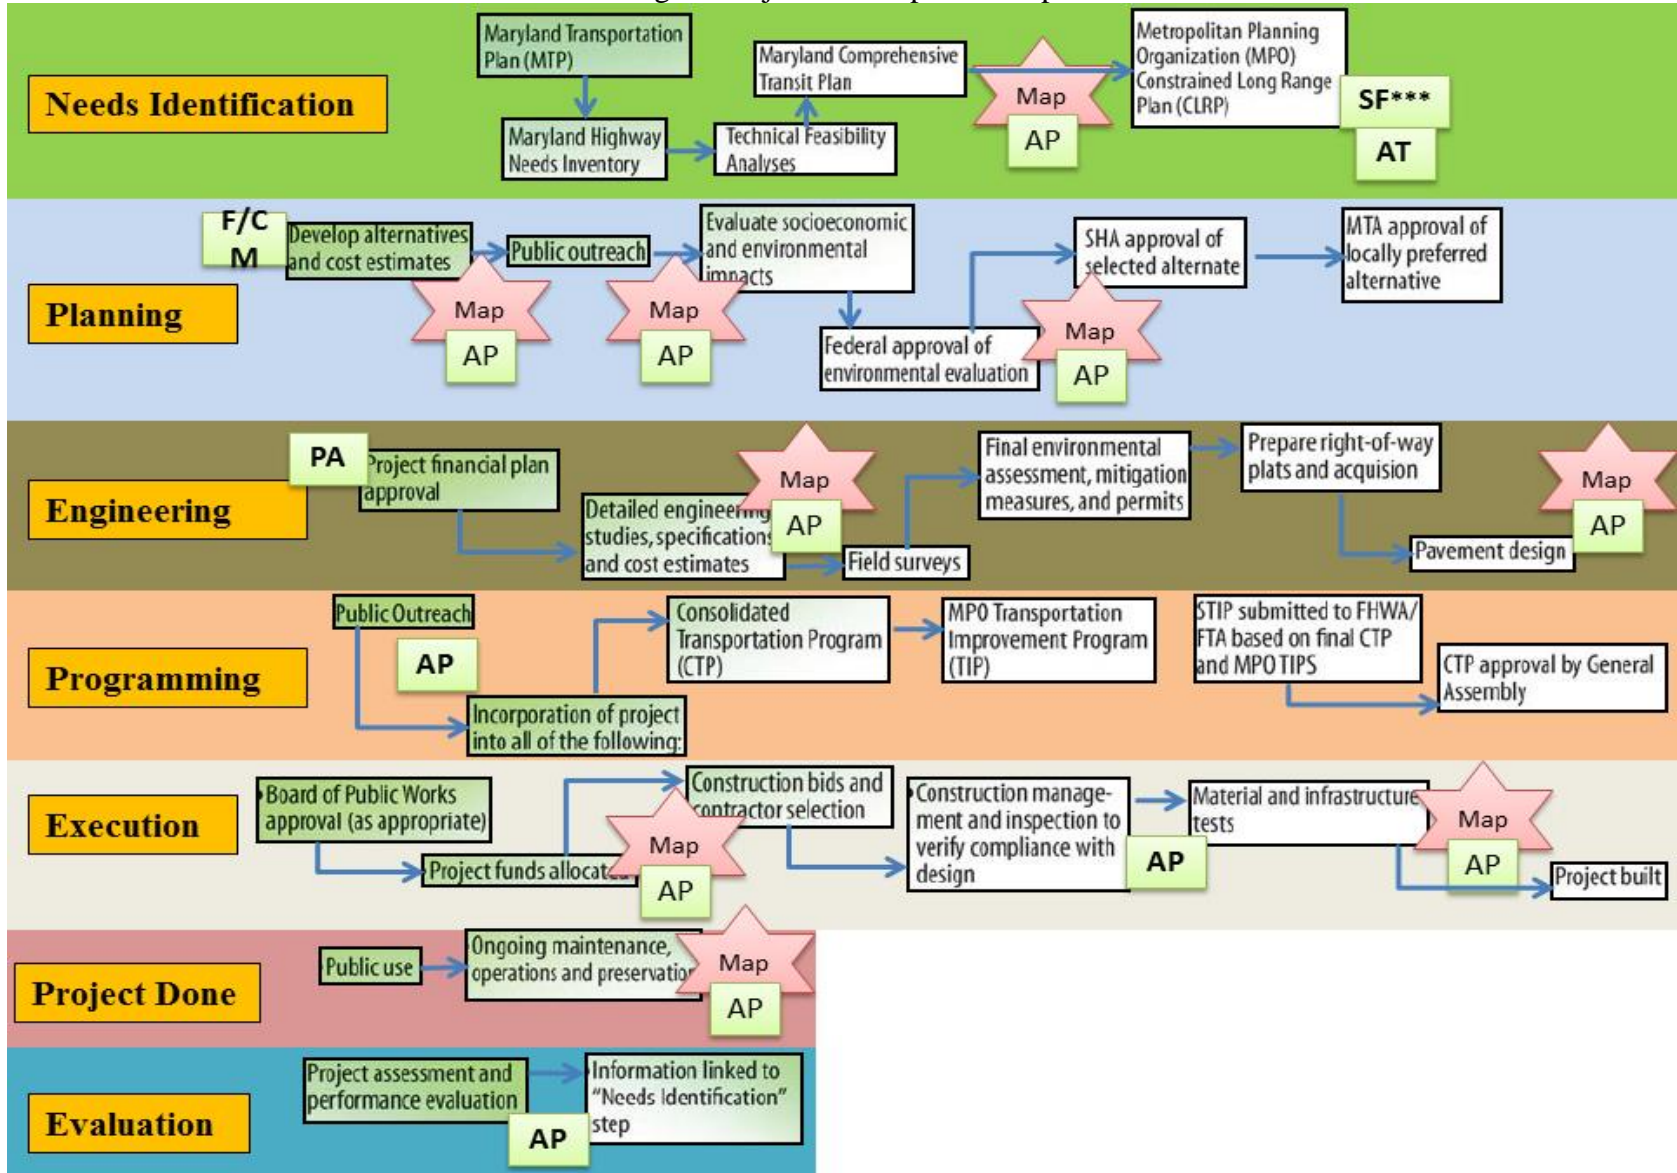 Needs Identification
Maryland Transportation
Plan (MTP)
Maryland Highway
Needs Inventory
Technical Feasibility
Analyses
Maryland Comprehensive
Transit Plan
Map
AP
Metropolitan Planning
Organization (MPO)
Constrained Long Range
Plan (CLRP)
SF***
AT
Planning
F/C
M
Develop alternatives
and cost estimates
Map
AP
Public outreach
Map
AP
Evaluate socioeconomic
and environmental
impacts
Federal approval of
environmental evaluation
Map
AP
SHA approval of
selected alternate
MTA approval of
locally preferred
alternative
Engineering
PA
Project financial plan
approval
Detailed engineering
studies, specifications
and cost estimates
Map
AP
Field surveys
Final environmental
assessment, mitigation
measures, and permits
Prepare right-of-way
plats and acquision
Pavement design
Map
AP
Programming
Public Outreach
AP
Incorporation of project
into all of the following:
Consolidated
Transportation Program
(CTP)
MPO Transportation
Improvement Program
(TIP)
STIP submitted to FHWA/
FTA based on final CTP
and MPO TIPS
CTP approval by General
Assembly
Execution
•Board of Public Works
approval (as appropriate)
Project funds allocated
Map
AP
Construction bids and
contractor selection
•Construction manage-
ment and inspection to
verify compliance with
design
AP
Material and infrastructure
tests
Map
AP
Project built
Project Done
Public use
Ongoing maintenance,
operations and preservation
Map
AP
Evaluation
Project assessment and
performance evaluation
AP
•Information linked to
"Needs Identification"
step